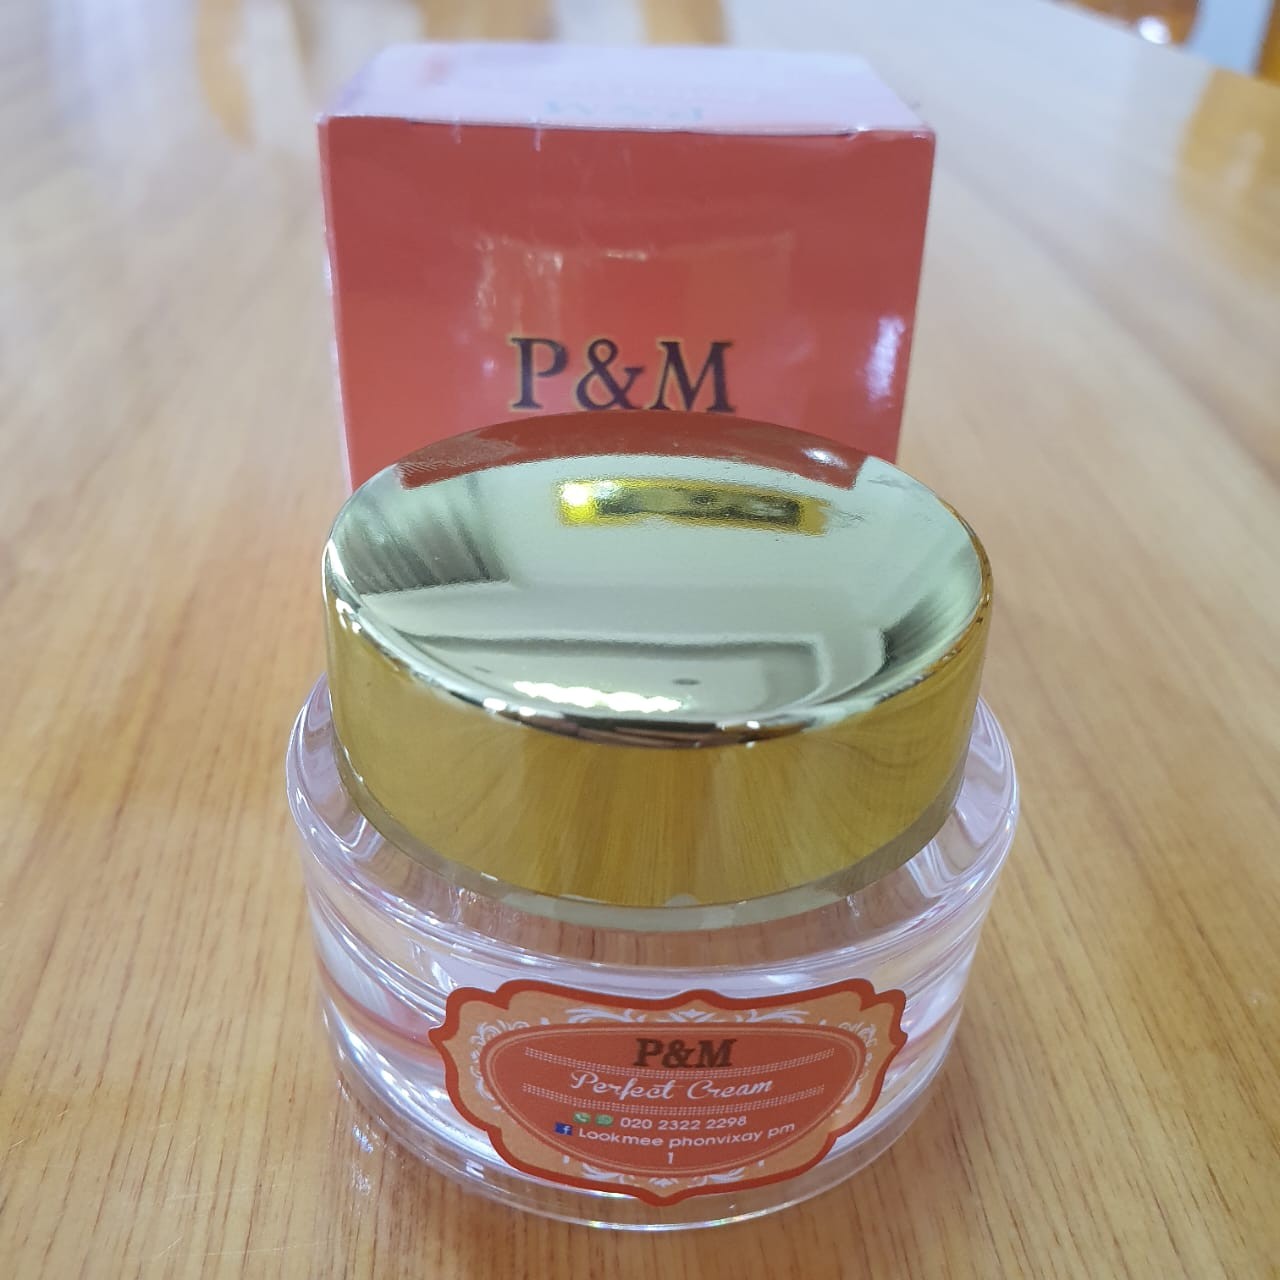 P&M
P&M
Perfect Cream
020 2322 2298
Lookmee phonvixay pm
1